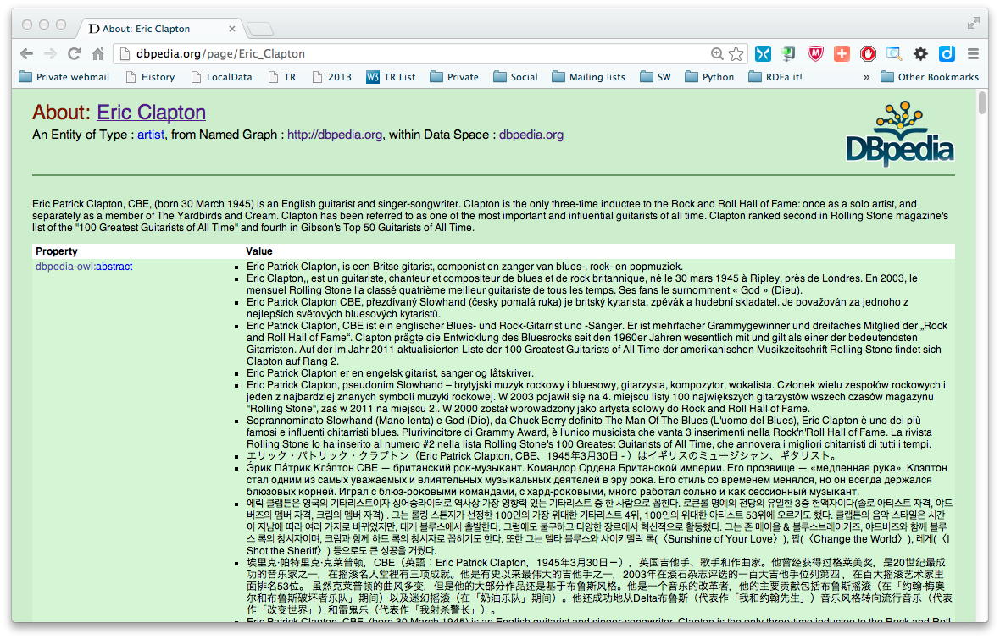 About: Eric Clapton
dbpedia.org/page/Eric_Clapton
Private webmail History LocalData TR 2013 W3 TR List Private Social Mailing lists SW Python RDFa it! » Other Bookmarks
About: Eric Clapton
An Entity of Type : artist, from Named Graph : http://dbpedia.org, within Data Space : dbpedia.org
DBpedia
Eric Patrick Clapton, CBE, (born 30 March 1945) is an English guitarist and singer-songwriter. Clapton is the only three-time inductee to the Rock and Roll Hall of Fame: once as a solo artist, and
separately as a member of The Yardbirds and Cream. Clapton has been referred to as one of the most important and influential guitarists of all time. Clapton ranked second in Rolling Stone magazine's
list of the "100 Greatest Guitarists of All Time" and fourth in Gibson's Top 50 Guitarists of All Time.
Property Value
dbpedia-owl:abstract
Eric Patrick Clapton, is een Britse gitarist, componist en zanger van blues-, rock- en popmuziek.
Eric Clapton,, est un guitariste, chanteur et compositeur de blues et de rock britannique, né le 30 mars 1945 à Ripley, près de Londres. En 2003, le
mensuel Rolling Stone l'a classé quatrième meilleur guitariste de tous les temps. Ses fans le surnomment « God » (Dieu).
Eric Patrick Clapton CBE, přezdívaný Slowhand (česky pomalá ruka) je britský kytarista, zpěvák a hudební skladatel. Je považován za jednoho z
nejlepších světových bluesových kytaristů.
Eric Patrick Clapton, CBE ist ein englischer Blues- und Rock-Gitarrist und -Sänger. Er ist mehrfacher Grammygewinner und dreifaches Mitglied der „Rock
and Roll Hall of Fame“. Clapton prägte die Entwicklung des Bluesrocks seit den 1960er Jahren wesentlich mit und gilt als einer der bedeutendsten
Gitarristen. Auf der im Jahr 2011 aktualisierten Liste der 100 Greatest Guitarists of All Time der amerikanischen Musikzeitschrift Rolling Stone findet sich
Clapton auf Rang 2.
Eric Patrick Clapton er en engelsk gitarist, sanger og låtskriver.
Eric Patrick Clapton, pseudonim Slowhand – brytyjski muzyk rockowy i bluesowy, gitarzysta, kompozytor, wokalista. Członek wielu zespołów rockowych i
jeden z najbardziej znanych symboli muzyki rockowej. W 2003 pojawił się na 4. miejscu listy 100 największych gitarzystów wszech czasów magazynu
"Rolling Stone", zaś w 2011 na miejscu 2.. W 2000 został wprowadzony jako artysta solowy do Rock and Roll Hall of Fame.
Soprannominato Slowhand (Mano lenta) e God (Dio), da Chuck Berry definito The Man Of The Blues (L'uomo del Blues), Eric Clapton è uno dei più
famosi e influenti chitarristi blues. Plurivincitore di Grammy Award, è l'unico musicista che vanta 3 inserimenti nella Rock'n'Roll Hall of Fame. La rivista
Rolling Stone lo ha inserito al numero #2 nella lista Rolling Stone's 100 Greatest Guitarists of All Time, che annovera i migliori chitarristi di tutti i tempi.
エリック・パトリック・クラプトン（Eric Patrick Clapton, CBE、1945年3月30日 - ）はイギリスのミュージシャン、ギタリスト。
Э́рик Па́трик Клэ́птон CBE — британский рок-музыкант. Командор Ордена Британской империи. Его прозвище — «медленная рука». Клэптон
стал одним из самых уважаемых и влиятельных музыкальных деятелей в эру рока. Его стиль со временем менялся, но он всегда держался
блюзовых корней. Играл с блюз-роковыми командами, с хард-роковыми, много работал сольно и как сессионный музыкант.
에릭 클랩튼은 영국의 기타리스트이자 싱어송라이터로 역사상 가장 영향력 있는 기타리스트 중 한 사람으로 꼽힌다. 로큰롤 명예의 전당의 유일한 3중 헌액자이다(솔로 아티스트 자격, 야드
버즈의 멤버 자격, 크림의 멤버 자격) . 그는 롤링 스톤지가 선정한 100인의 가장 위대한 기타리스트 4위, 100인의 위대한 아티스트 53위에 오르기도 했다. 클랩튼의 음악 스타일은 시간
이 지남에 따라 여러 가지로 바뀌었지만, 대개 블루스에서 출발한다. 그럼에도 불구하고 다양한 장르에서 혁신적으로 활동했다. 그는 존 메이올 & 블루스브레이커즈, 야드버즈와 함께 블루
스 록의 창시자이며, 크림과 함께 하드 록의 창시자로 꼽히기도 한다. 또한 그는 델타 블루스와 사이키델릭 록(〈Sunshine of Your Love〉), 팝(〈Change the World〉), 레게(〈I
Shot the Sheriff〉) 등으로도 큰 성공을 거뒀다.
埃里克·帕特里克·克莱普顿，CBE（英語：Eric Patrick Clapton，1945年3月30日－），英国吉他手、歌手和作曲家。他曾经获得过格莱美奖，是20世纪最成
功的音乐家之一，在摇滚名人堂裡有三项成就。他是有史以来最伟大的吉他手之一，2003年在滾石杂志评选的一百大吉他手位列第四 ，在百大摇滚艺术家里
面排名53位。 虽然克莱普顿的曲风多变，但是他的大部分作品还是基于布鲁斯风格。他是一个音乐的改革者，他的主要贡献包括布鲁斯摇滚（在「约翰·梅奥
尔和布鲁斯破坏者乐队」期间）以及迷幻摇滚（在「奶油乐队」期间）。他还成功地从Delta布鲁斯（代表作「我和约翰先生」）音乐风格转向流行音乐（代表
作「改变世界」）和雷鬼乐（代表作「我射杀警长」）。
Eric Patrick Clapton, CBE, (born 30 March 1945) is an English guitarist and singer-songwriter. Clapton is the only three-time inductee to the Rock and Roll